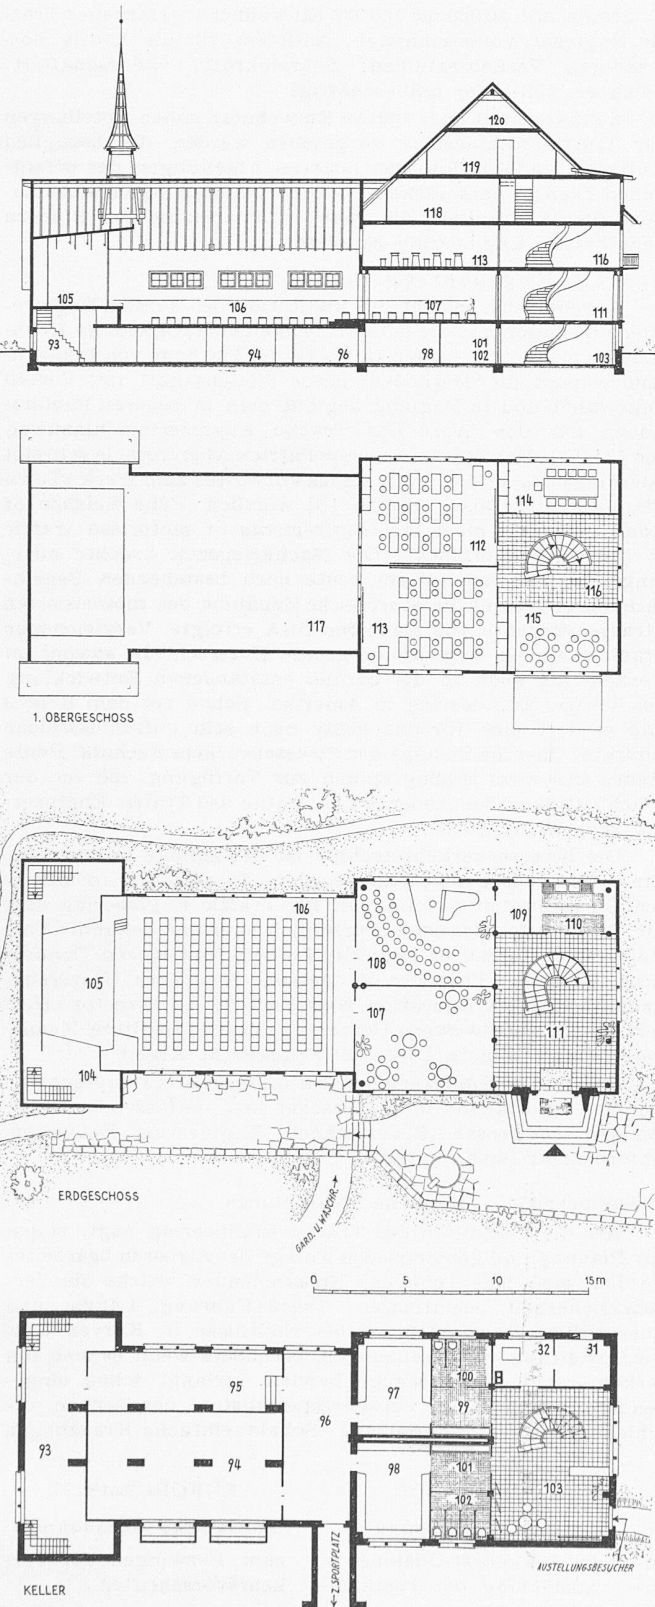 120
119
118
113 116
105 106 107 111
93 94 96 98 101 103
102
114
112
116
115
117 113
1. OBERGESCHOSS
106
109
110
108
105
107
111
104
ERDGESCHOSS
GARD. U. WASCHR. →
0 5 10 15 m
32 31
100
95 97
99
96
93
94 98 101
103
102
Z. SPORTPLATZ
AUSTELLUNGSBESUCHER
KELLER